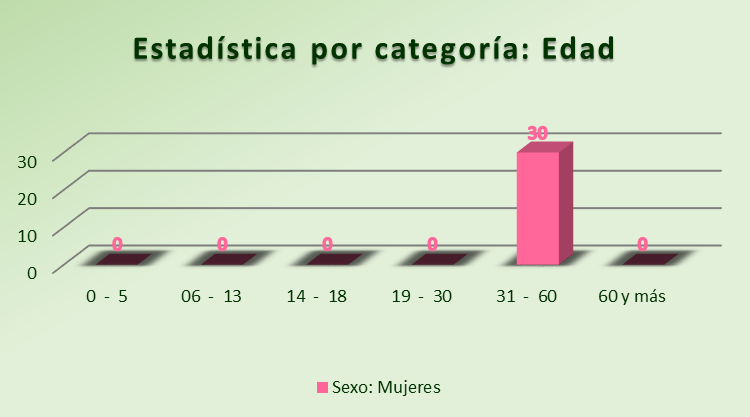 Estadística por categoría: Edad
30
30
20
10
0 0 0 0 0
0
0 - 5 06 - 13 14 - 18 19 - 30 31 - 60 60 y más
Sexo: Mujeres